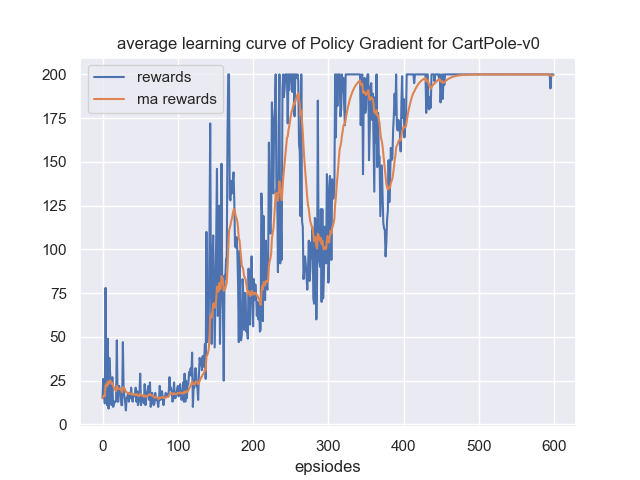 average learning curve of Policy Gradient for CartPole-v0
rewards
ma rewards
200
175
150
125
100
75
50
25
0
0 100 200 300 400 500 600
epsiodes